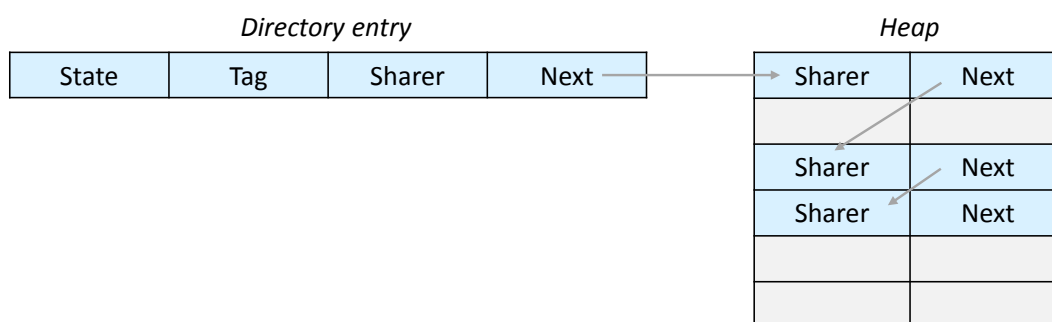 Directory entry
State Tag Sharer Next
Heap
Sharer Next
Sharer Next
Sharer Next